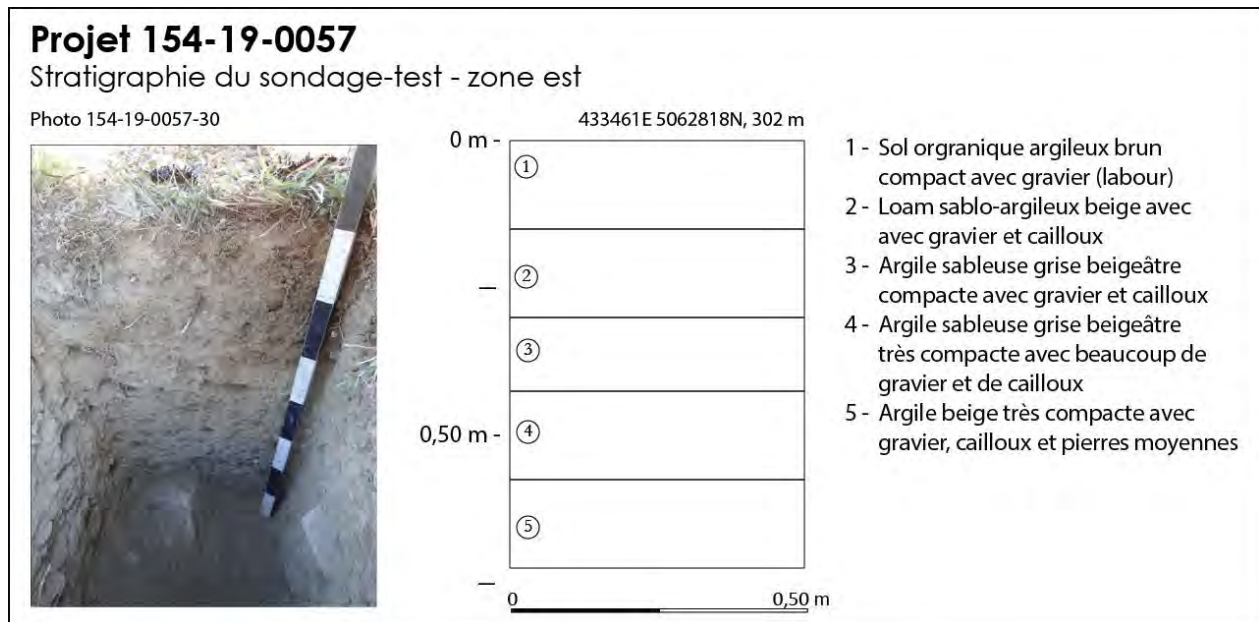 Projet 154-19-0057
Stratigraphie du sondage-test - zone est
Photo 154-19-0057-30
433461E 5062818N, 302 m
0 m -
1
2
3
0,50 m -
4
5
0
0,50 m
1 - Sol orgranique argileux brun
compact avec gravier (labour)
2 - Loam sablo-argileux beige avec
avec gravier et cailloux
3 - Argile sableuse grise beigeâtre
compacte avec gravier et cailloux
4 - Argile sableuse grise beigeâtre
très compacte avec beaucoup de
gravier et de cailloux
5 - Argile beige très compacte avec
gravier, cailloux et pierres moyennes